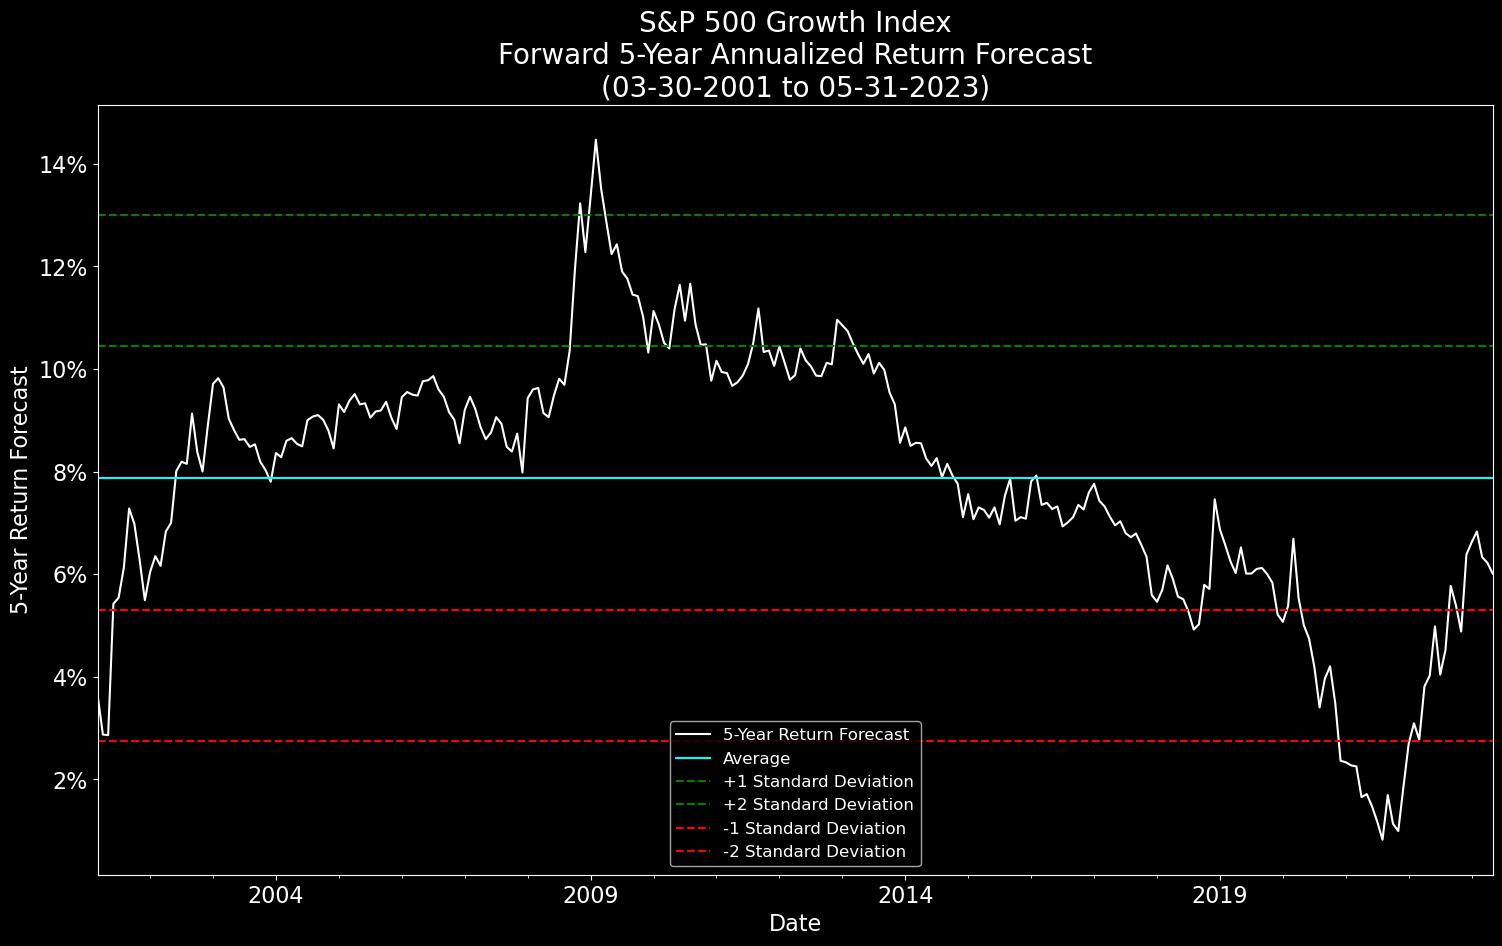 S&P 500 Growth Index
Forward 5-Year Annualized Return Forecast
(03-30-2001 to 05-31-2023)
5-Year Return Forecast
14%
12%
10%
8%
6%
4%
2%
5-Year Return Forecast
Average
+1 Standard Deviation
+2 Standard Deviation
-1 Standard Deviation
-2 Standard Deviation
2004
2009
2014
2019
Date